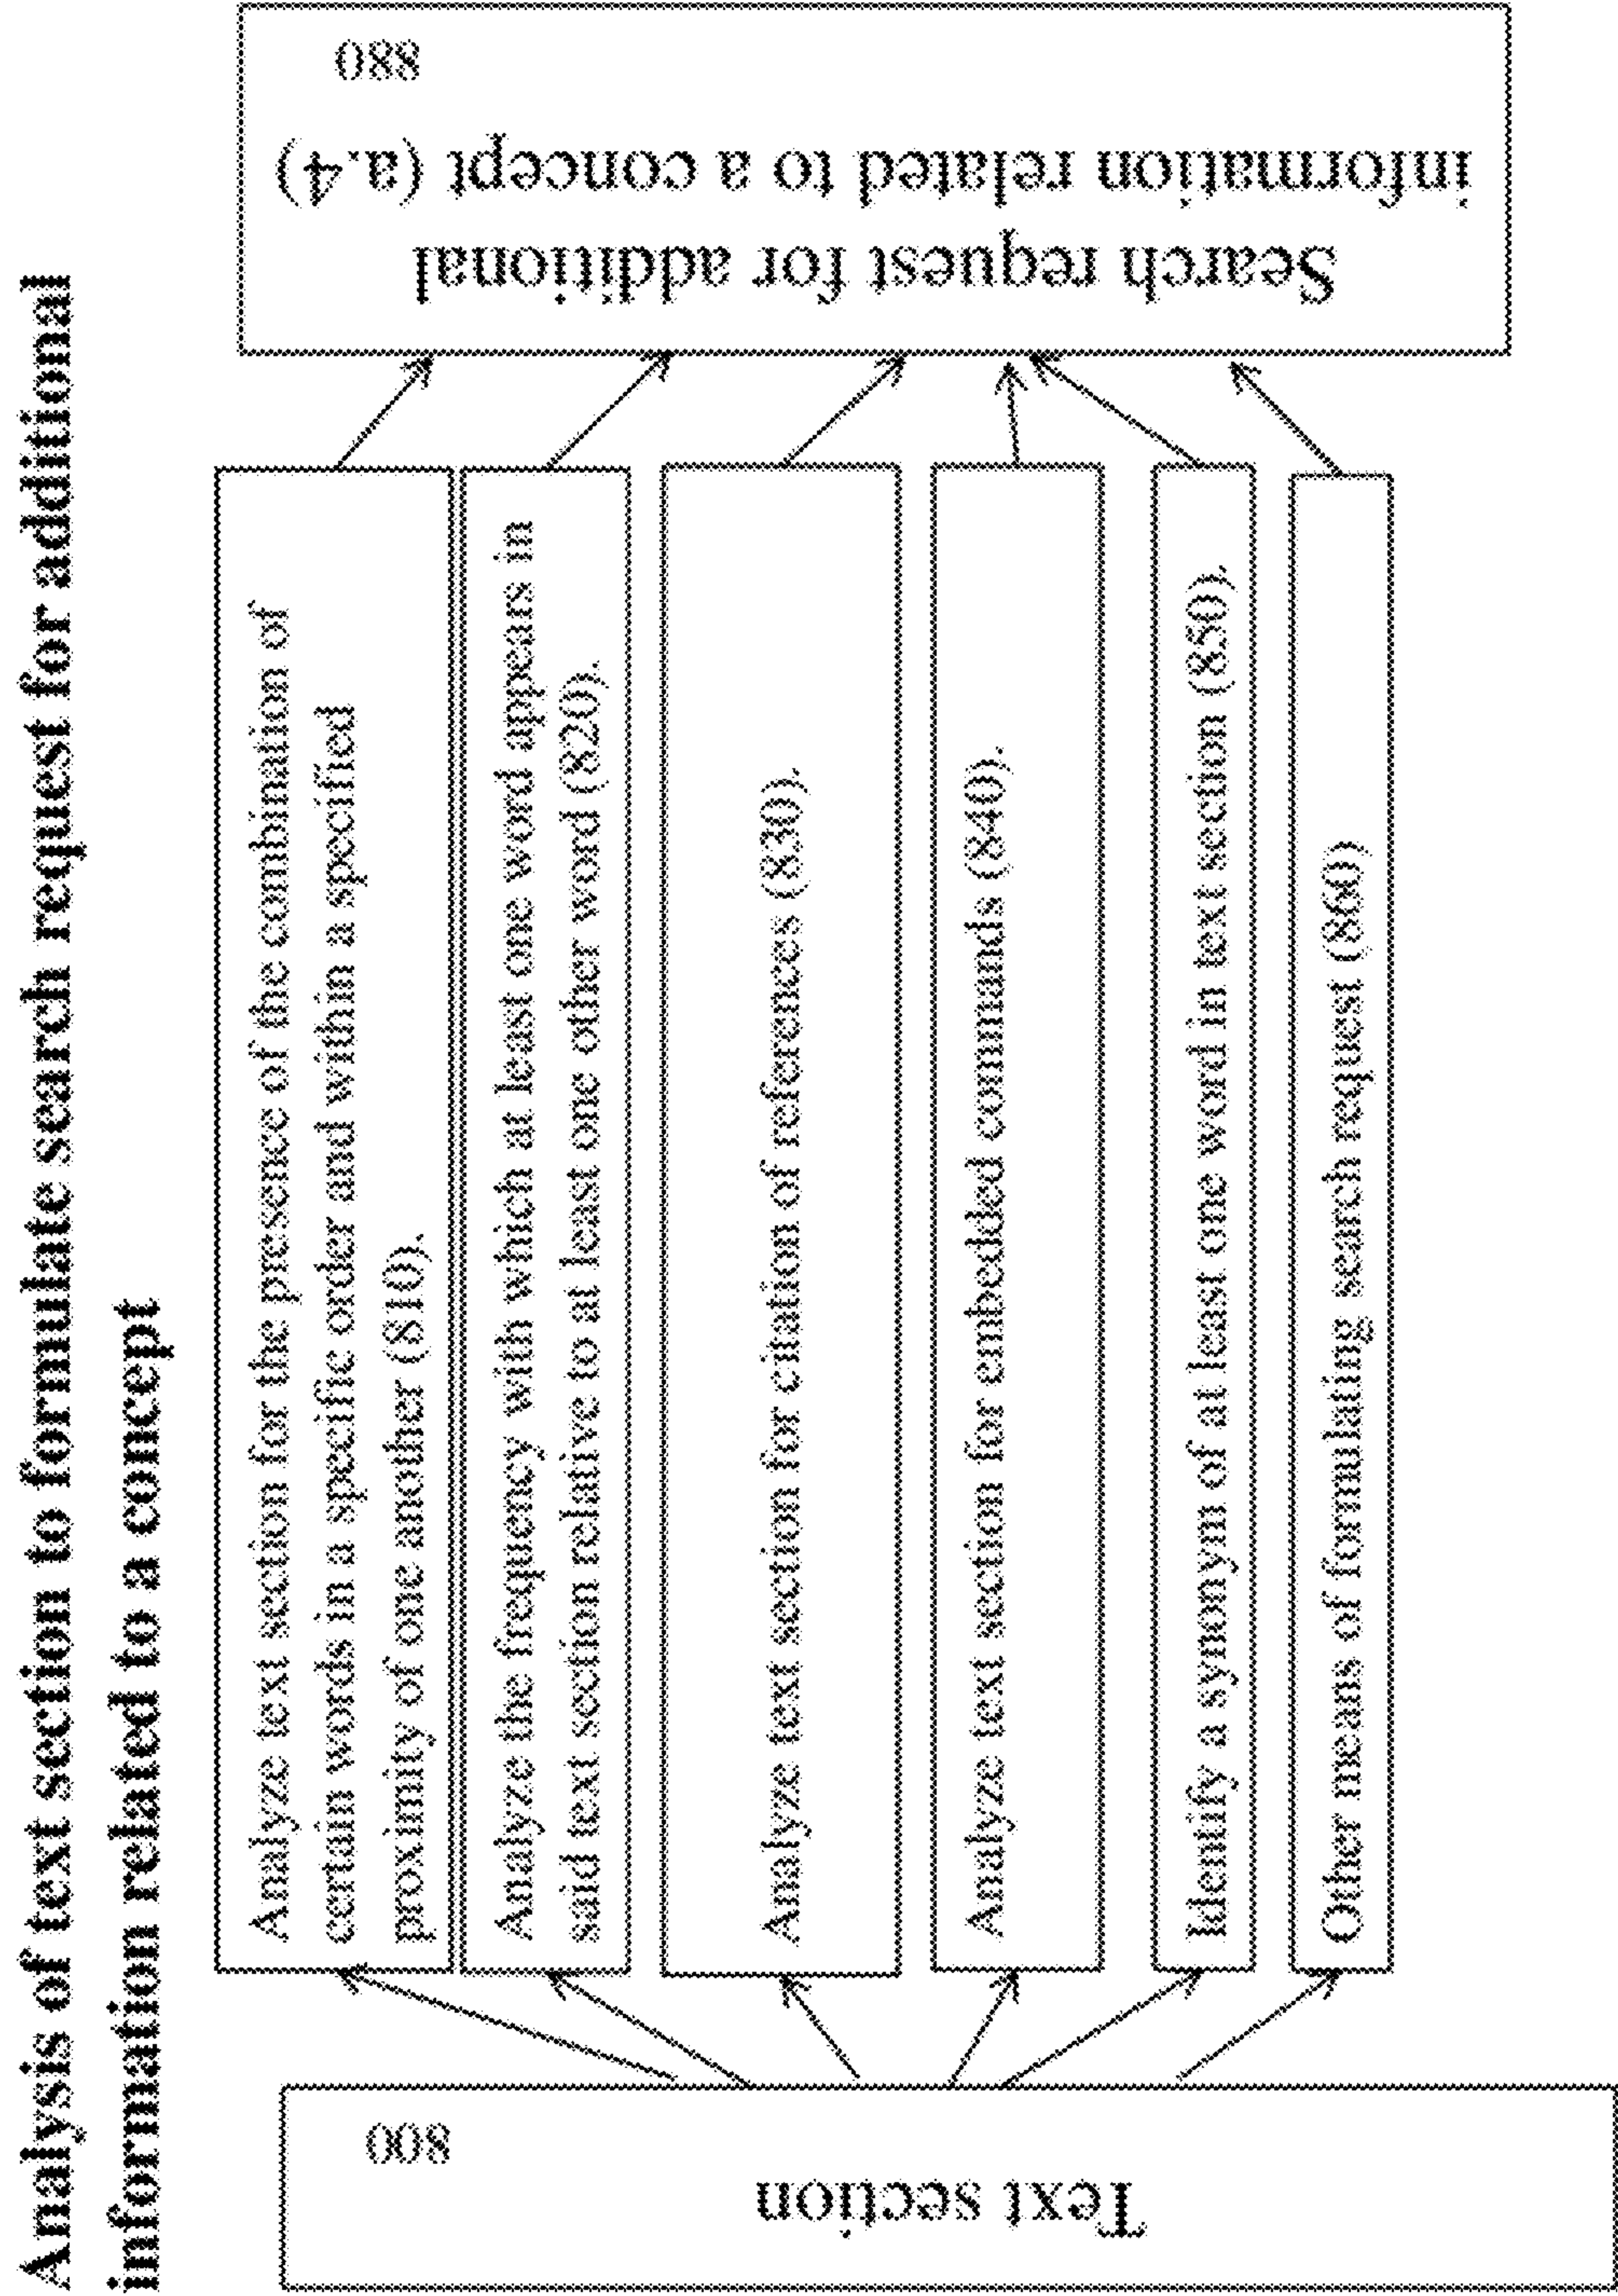 Analysis of text section to formulate search request for additional
information related to a concept
Text section
800
Analyze text section for the presence of the combination of
certain words in a specific order and within a specified
proximity of one another (810).
Analyze the frequency with which at least one word appears in
said text section relative to at least one other word (820).
Analyze text section for citation of references (830).
Analyze text section for embedded commands (840).
Identify a synonym of at least one word in text section (850).
Other means of formulating search request (860)
Search request for additional
information related to a concept (a.4)
880